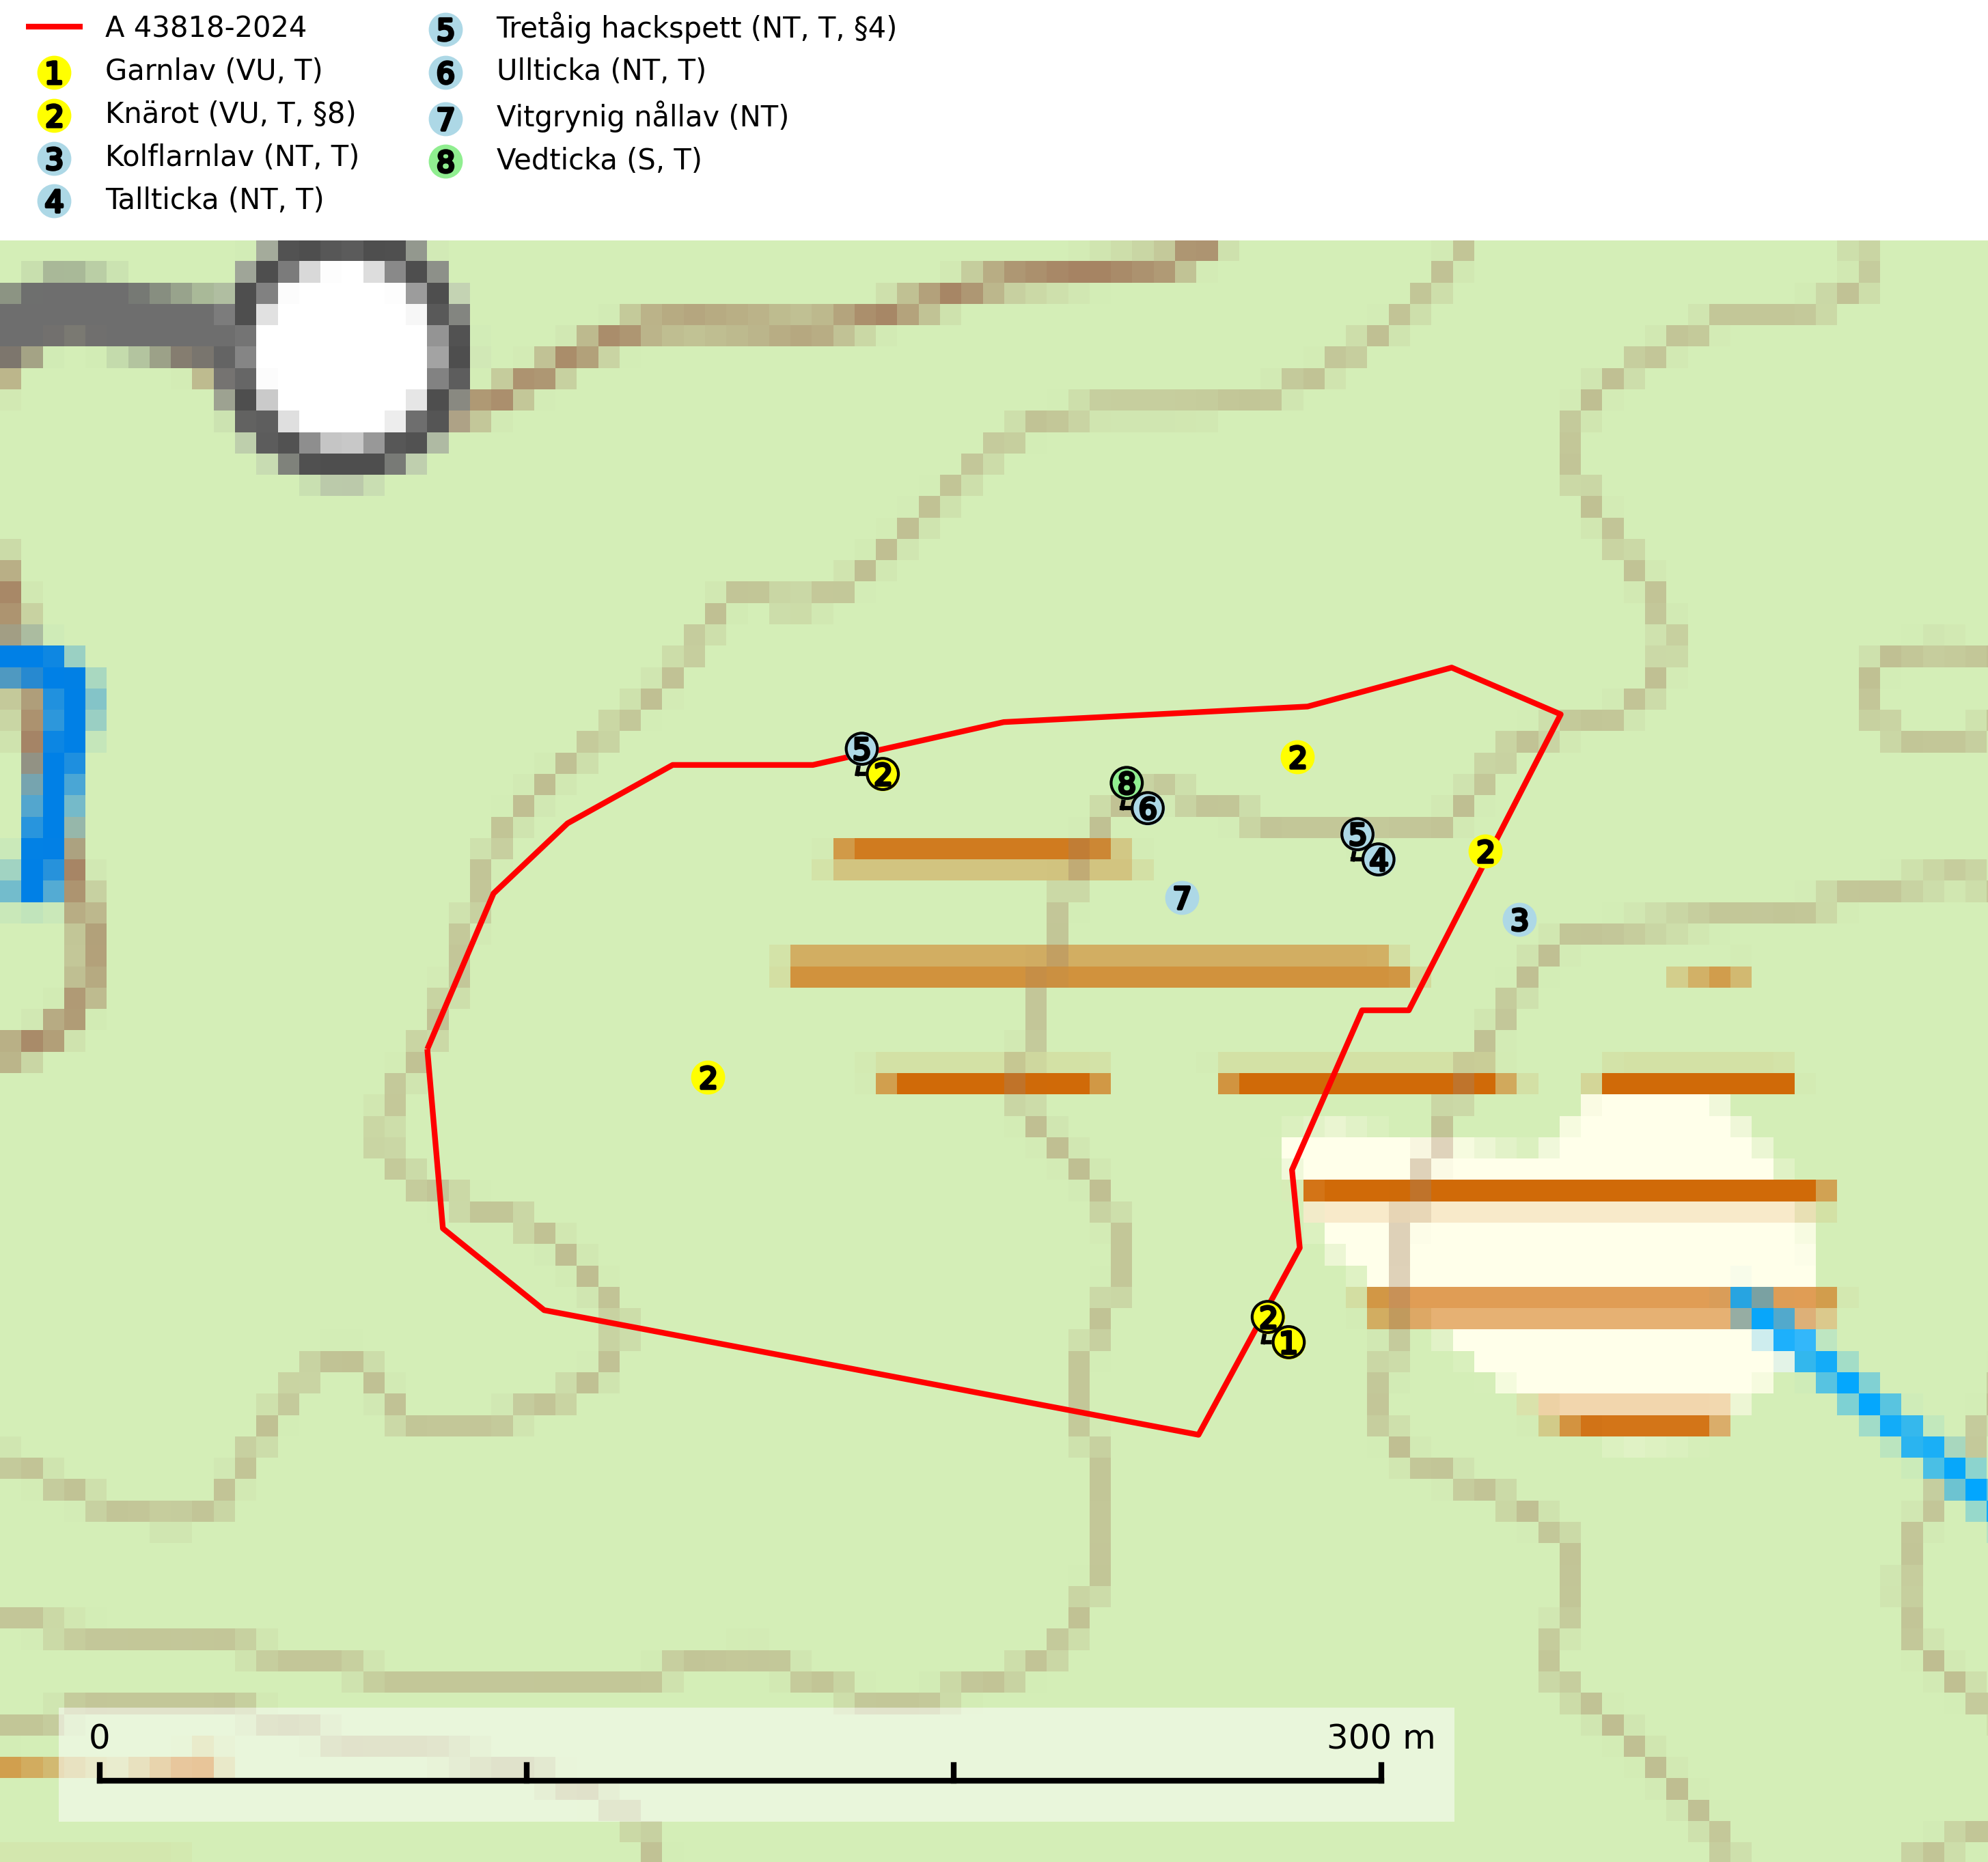 A 43818-2024
1 Garnlav (VU, T)
2 Knärot (VU, T, §8)
3 Kolflarnlav (NT, T)
4 Tallticka (NT, T)
5 Tretåig hackspett (NT, T, §4)
6 Ullticka (NT, T)
7 Vitgrynig nållav (NT)
8 Vedticka (S, T)
5
2
2
8
6
5
4
2
7
3
2
2
1
0 300 m